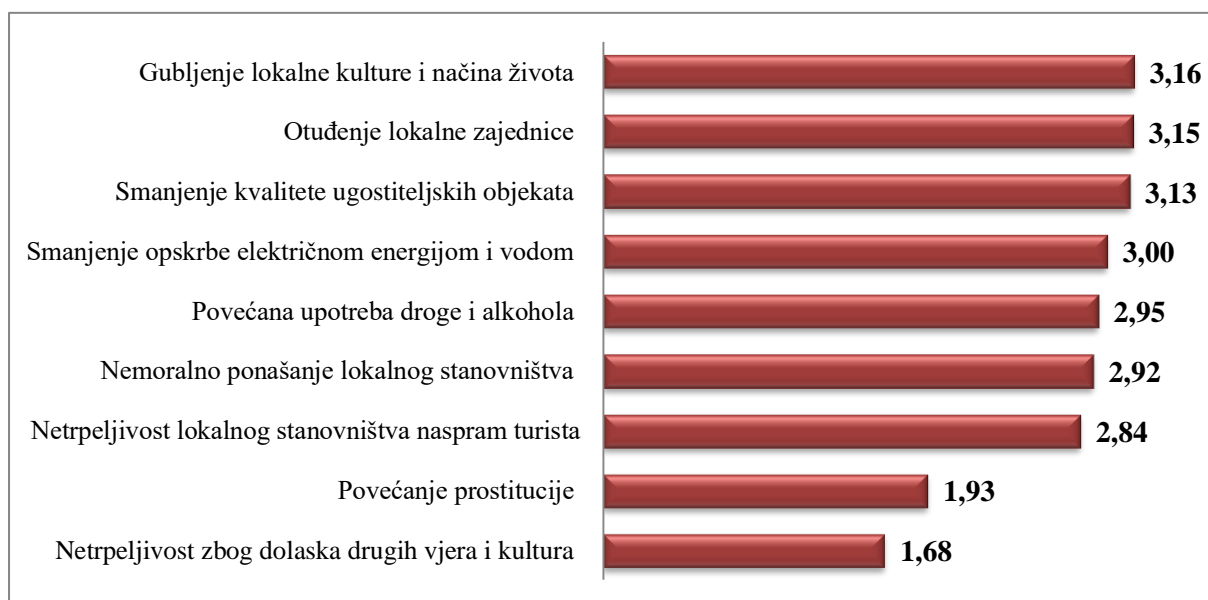 Gubljenje lokalne kulture i načina života 3,16
Otuđenje lokalne zajednice 3,15
Smanjenje kvalitete ugostiteljskih objekata 3,13
Smanjenje opskrbe električnom energijom i vodom 3,00
Povećana upotreba droge i alkohola 2,95
Nemoralno ponašanje lokalnog stanovništva 2,92
Netrpeljivost lokalnog stanovništva naspram turista 2,84
Povećanje prostitucije 1,93
Netrpeljivost zbog dolaska drugih vjera i kultura 1,68